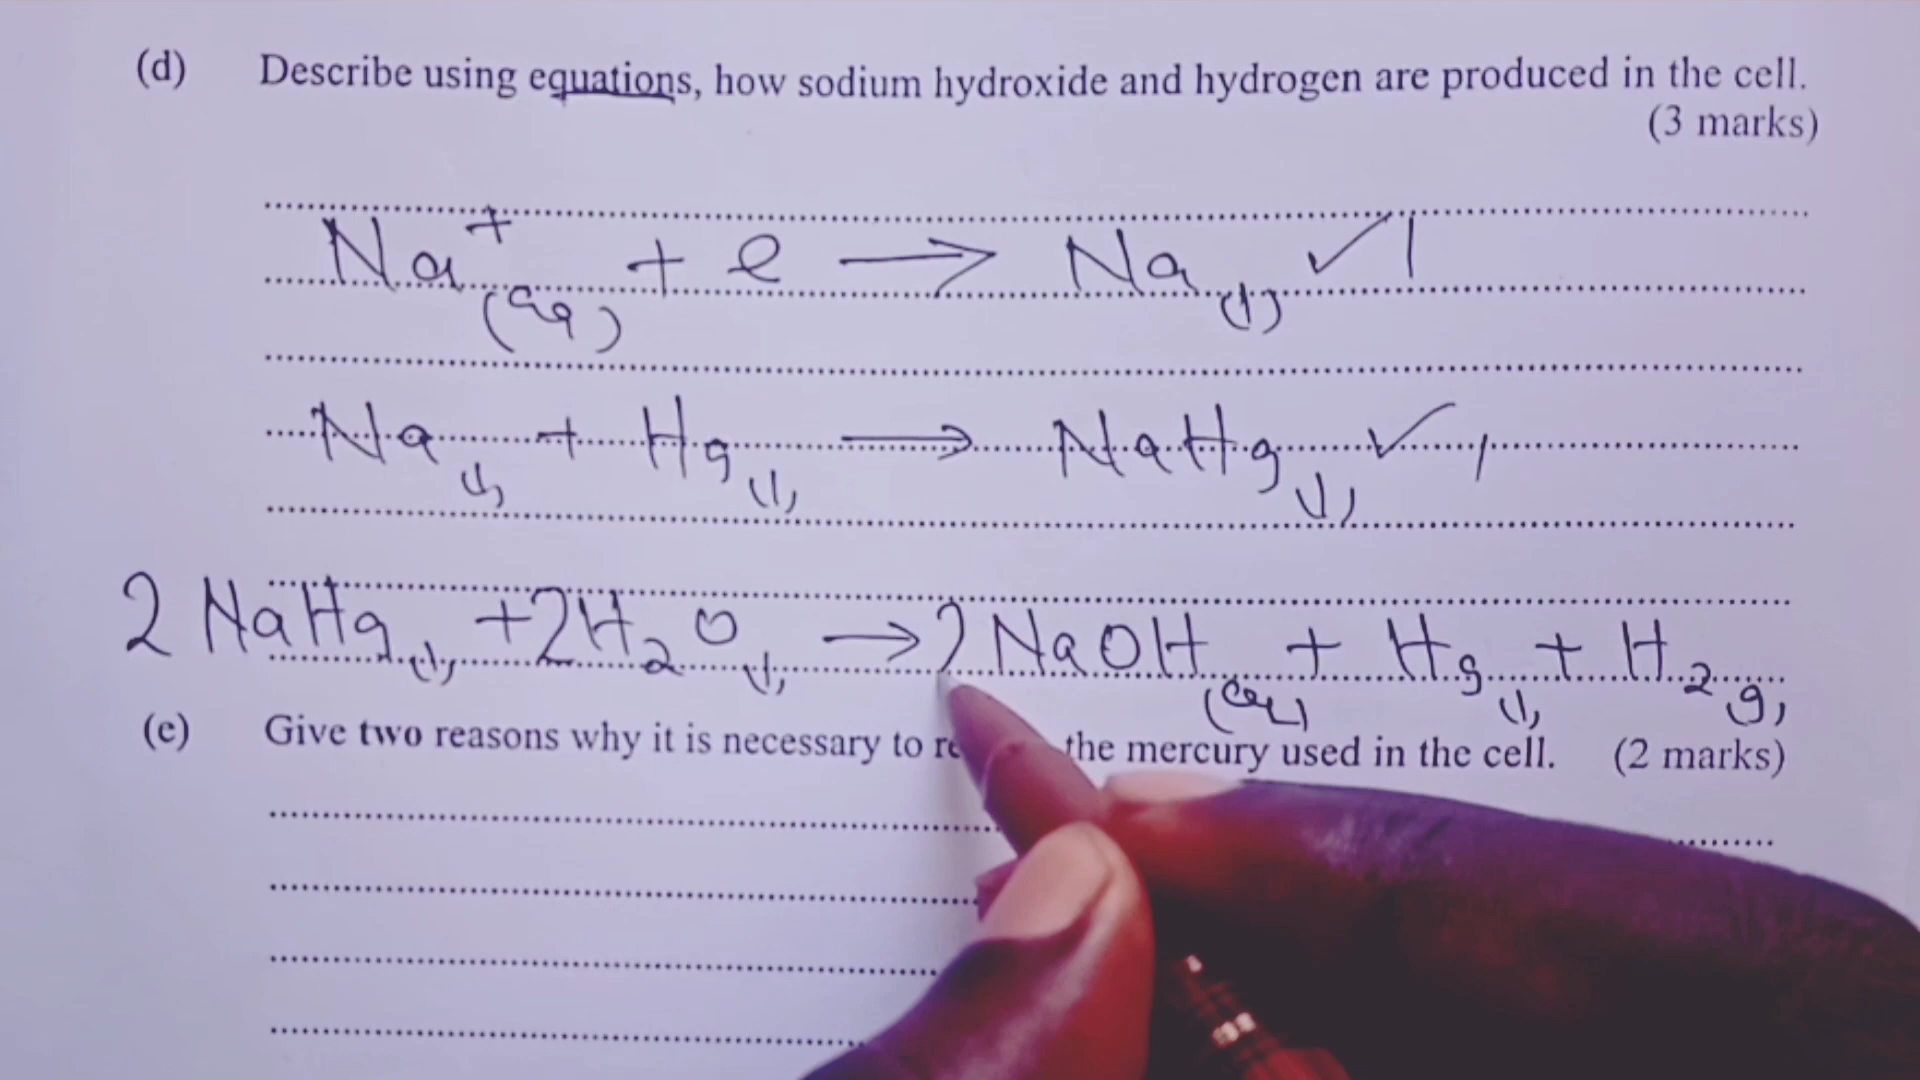 (d) Describe using equations, how sodium hydroxide and hydrogen are produced in the cell.
(3 marks)
Na⁺(aq) + e → Na(l) ✓1
Na(l) + Hg(l) → NaHg(l) ✓1
2NaHg(l) + 2H₂O(l) → 2NaOH(aq) + Hg(l) + H₂(g)
(e) Give two reasons why it is necessary to the mercury used in the cell. (2 marks)